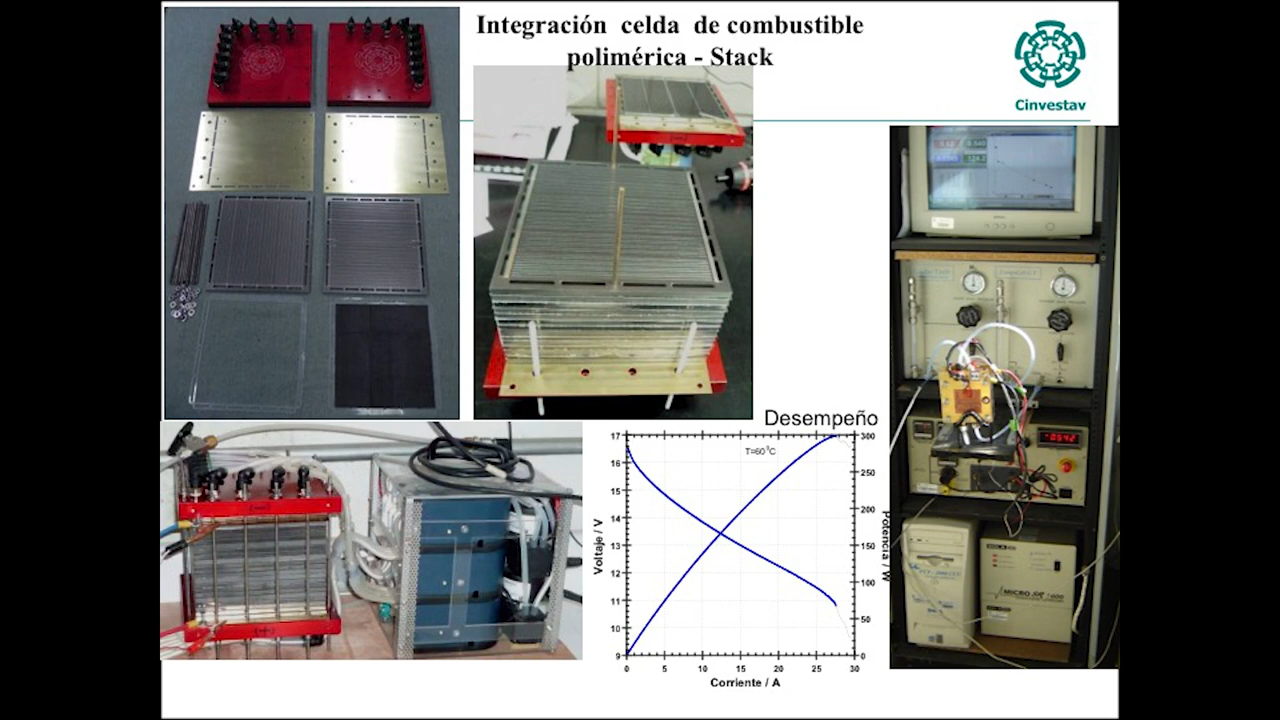 Integración celda de combustible
polimérica - Stack
Cinvestav
Desempeño
T=60 °C
17
16
15
14
13
12
11
10
9
Voltaje / V
300
250
200
150
100
50
0
Potencia / W
0 5 10 15 20 25 30
Corriente / A
MICRO